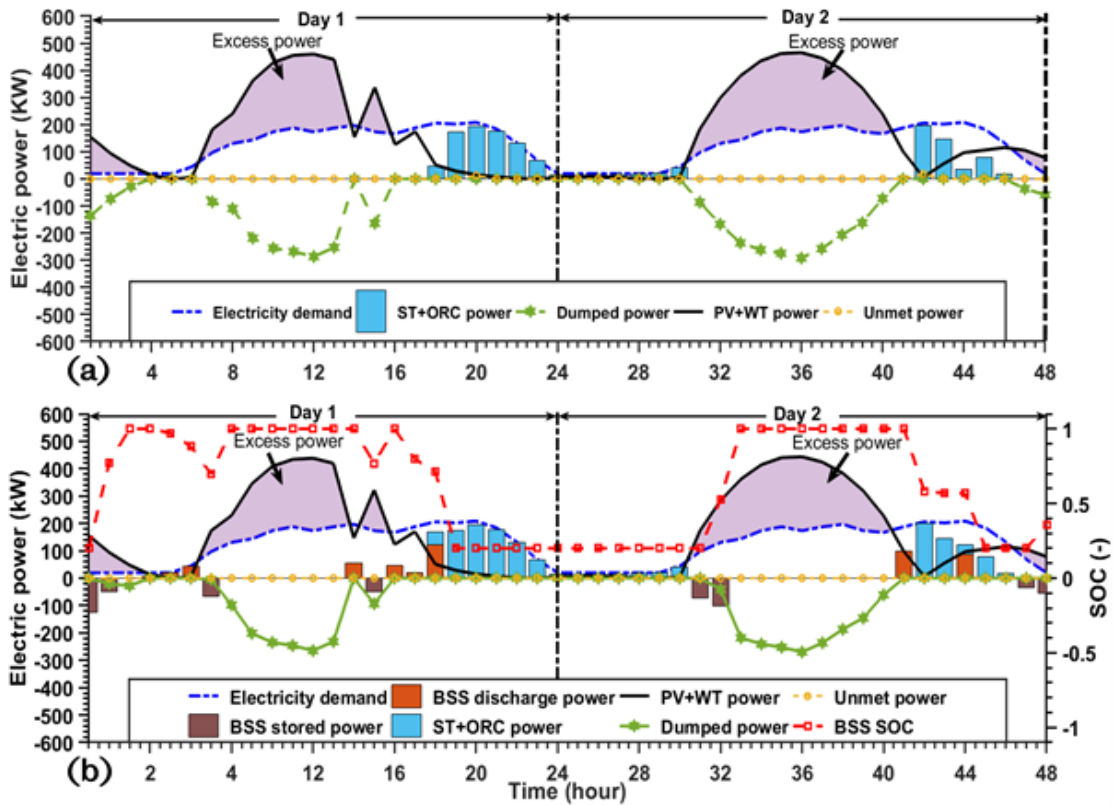 600
500
400
300
200
100
0
-100
-200
-300
-400
-500
-600
Electric power (KW)
Day 1
Day 2
Excess power
Excess power
Electricity demand
ST+ORC power
Dumped power
PV+WT power
Unmet power
(a)
4 8 12 16 20 24 28 32 36 40 44 48
600
500
400
300
200
100
0
-100
-200
-300
-400
-500
-600
Electric power (kW)
Day 1
Day 2
Excess power
Excess power
1
0.5
0
-0.5
-1
SOC (-)
Electricity demand
BSS discharge power
PV+WT power
Unmet power
BSS stored power
ST+ORC power
Dumped power
BSS SOC
(b)
2 4 12 16 20 24 28 32 36 40 44 48
Time (hour)